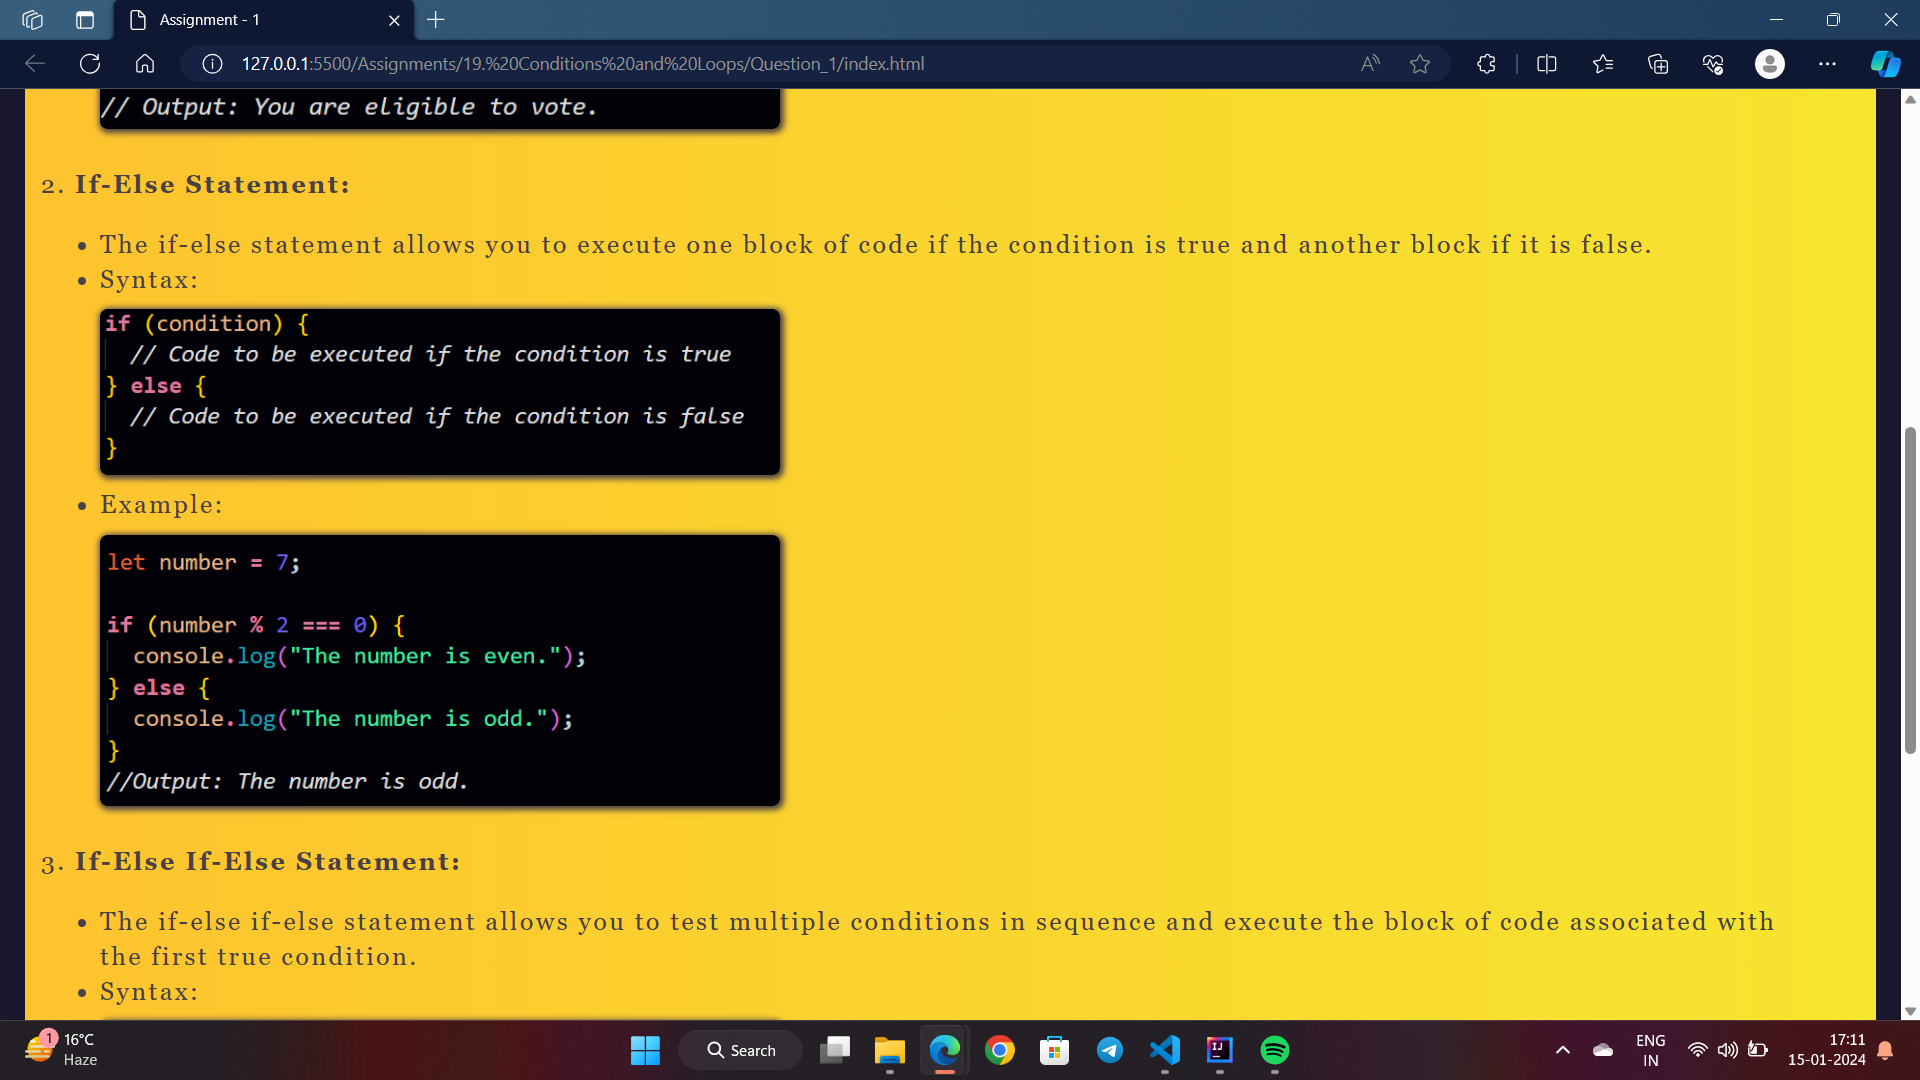 Assignment - 1
127.0.0.1:5500/Assignments/19.%20Conditions%20and%20Loops/Question_1/index.html
// Output: You are eligible to vote.
2. If-Else Statement:
• The if-else statement allows you to execute one block of code if the condition is true and another block if it is false.
• Syntax:
if (condition) {
// Code to be executed if the condition is true
} else {
// Code to be executed if the condition is false
}
• Example:
let number = 7;
if (number % 2 === 0) {
console.log("The number is even.");
} else {
console.log("The number is odd.");
}
//Output: The number is odd.
3. If-Else If-Else Statement:
• The if-else if-else statement allows you to test multiple conditions in sequence and execute the block of code associated with
the first true condition.
• Syntax:
1
16°C
Haze
Search
IJ
ENG
IN
17:11
15-01-2024